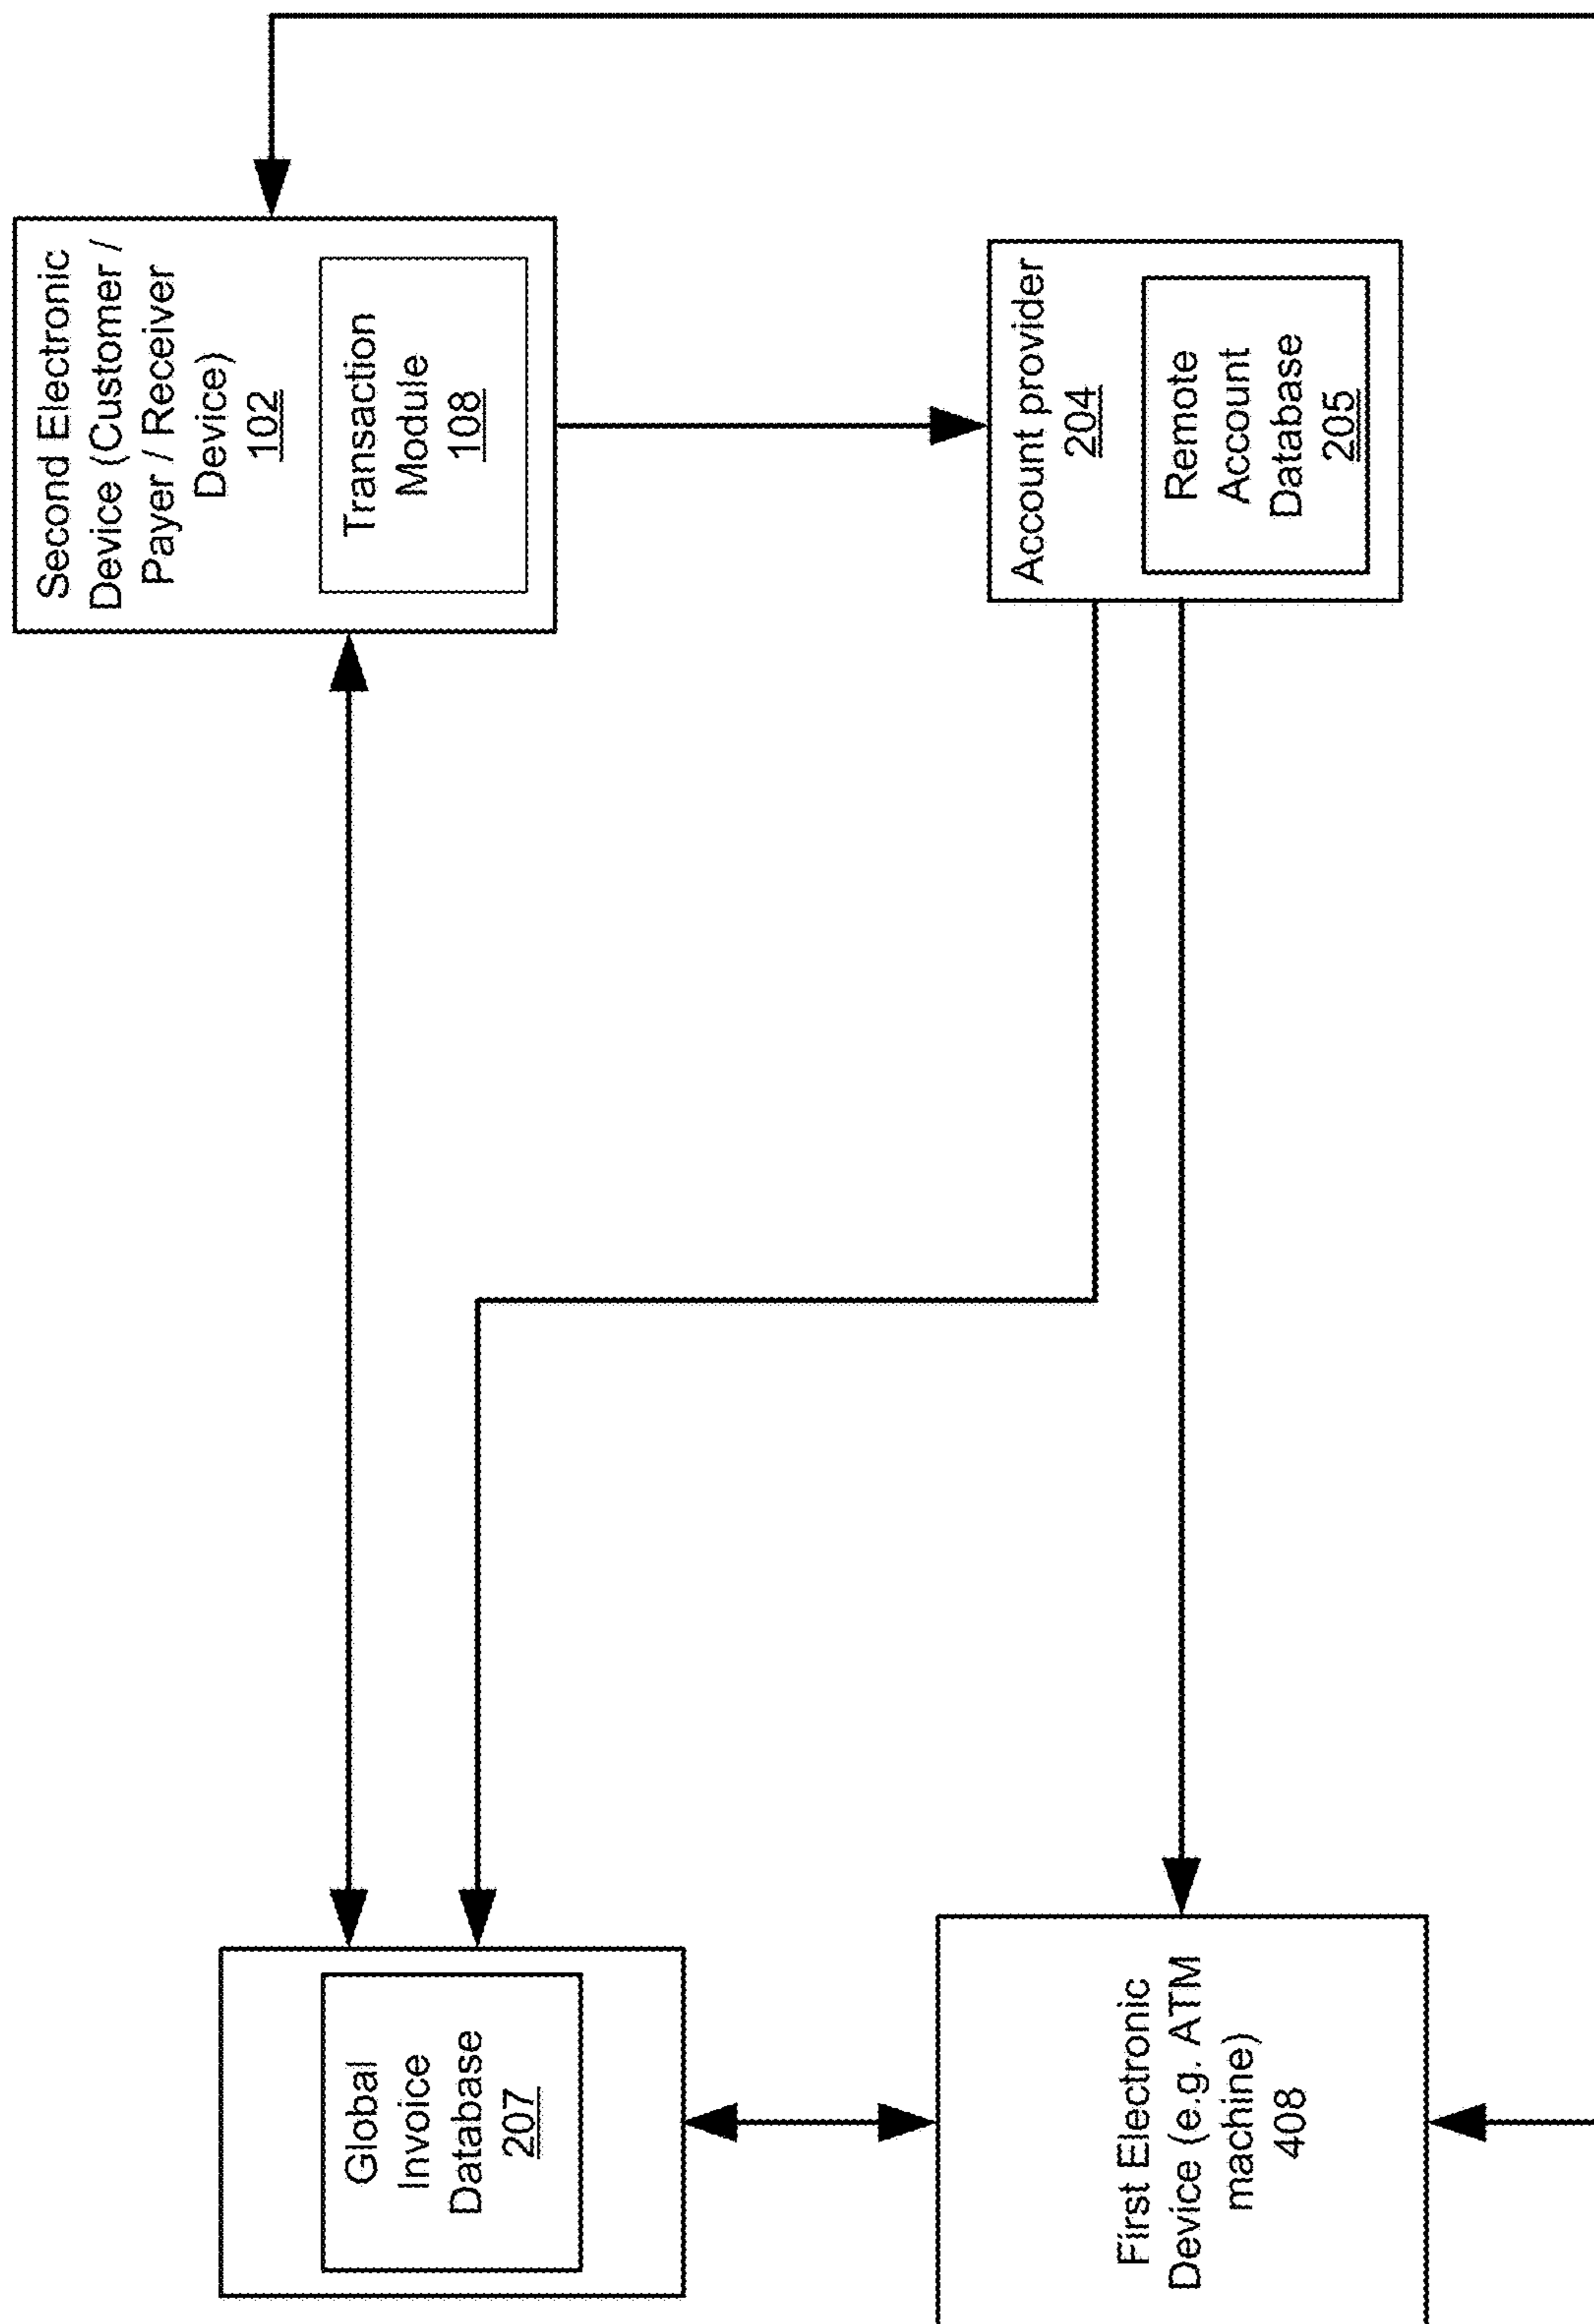 Global
Invoice
Database
207
Second Electronic
Device (Customer /
Payer / Receiver
Device)
102
Transaction
Module
108
First Electronic
Device (e.g. ATM
machine)
408
Account provider
204
Remote
Account
Database
205